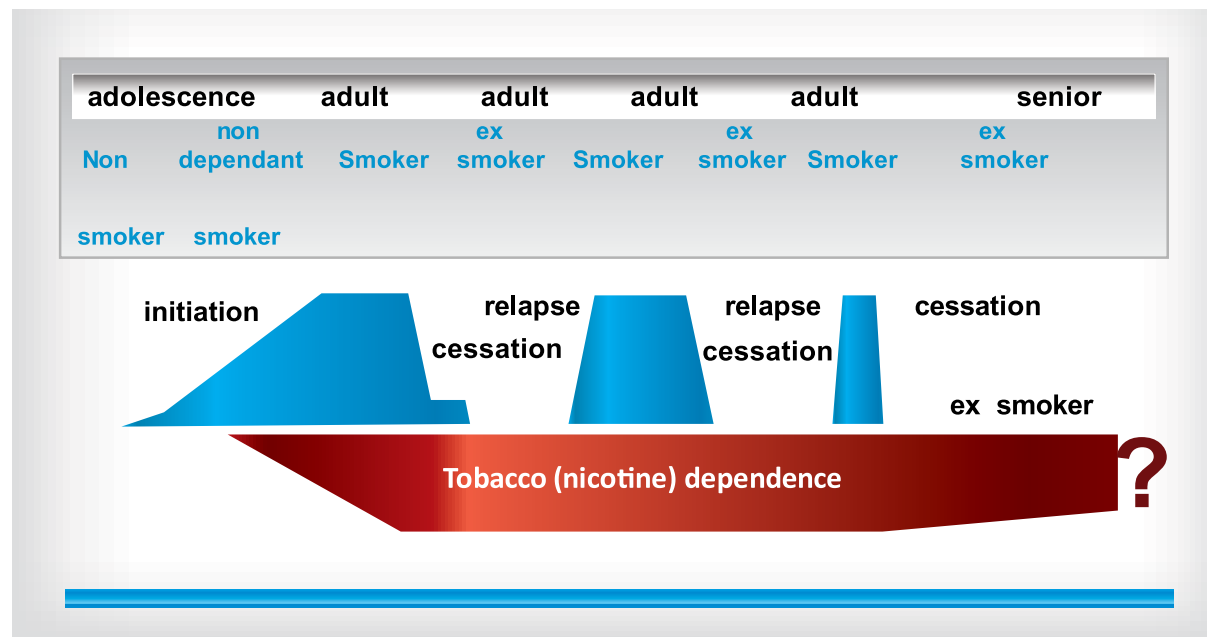 adolescence adult adult adult adult senior
non ex ex ex
Non dependant Smoker smoker Smoker smoker Smoker smoker
smoker smoker
initiation relapse relapse cessation
cessation cessation
ex smoker
Tobacco (nicotine) dependence
?